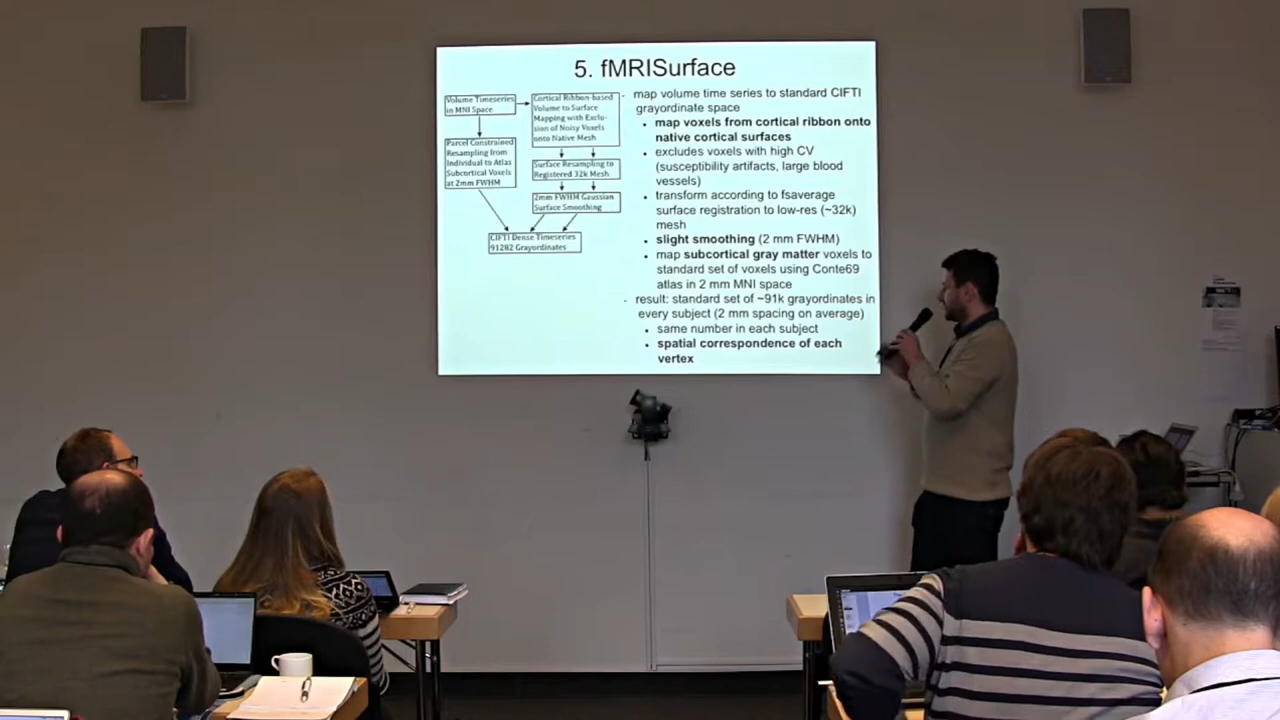 5. fMRISurface
Volume Timeseries
in MNI Space
Cortical Ribbon-based
Volume to Surface
Mapping with Exclu-
sion of Noisy Voxels
onto Native Mesh
Parcel Constrained
Resampling from
Individual to Atlas
Subcortical Voxels
at 2mm FWHM
Surface Resampling to
Registered 32k Mesh
2mm FWHM Gaussian
Surface Smoothing
CIFTI Dense Timeseries
91282 Grayordinates
- map volume time series to standard CIFTI
grayordinate space
• map voxels from cortical ribbon onto
native cortical surfaces
• excludes voxels with high CV
(susceptibility artifacts, large blood
vessels)
• transform according to fsaverage
surface registration to low-res (~32k)
mesh
• slight smoothing (2 mm FWHM)
• map subcortical gray matter voxels to
standard set of voxels using Conte69
atlas in 2 mm MNI space
- result: standard set of ~91k grayordinates in
every subject (2 mm spacing on average)
• same number in each subject
• spatial correspondence of each
vertex